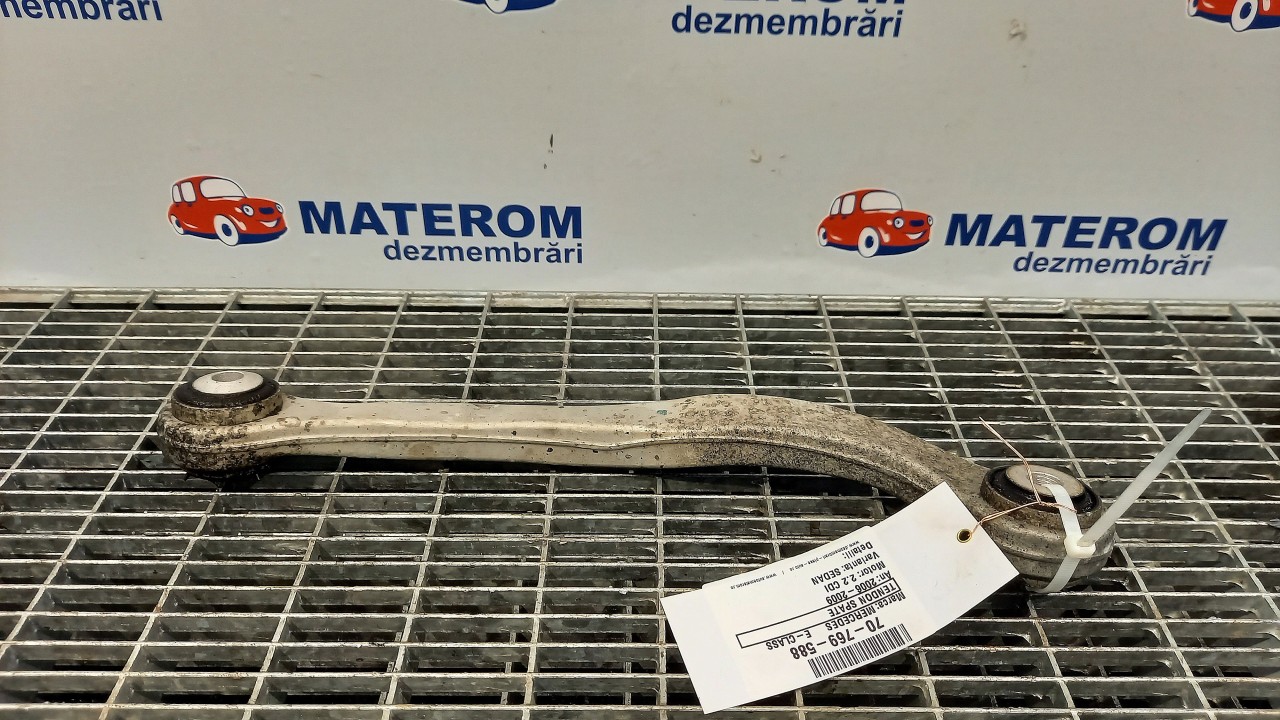 dezmembrări
MATEROM
dezmembrări
MATEROM
dezmembrări
70-769-588
Marca: MERCEDES E-CLASS
TENDON SPATE
An: 2006-2009
Motor: 2.2 CDI
Varianta: SEDAN
Detalii: